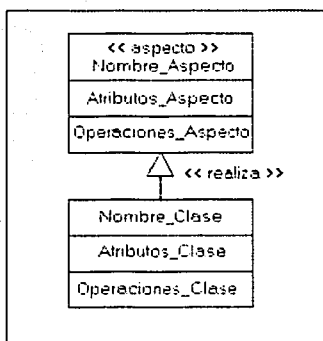 << aspecto >>
Nombre_Aspecto
Atributos_Aspecto
Operaciones_Aspecto
<< realiza >>
Nombre_Clase
Atributos_Clase
Operaciones_Clase